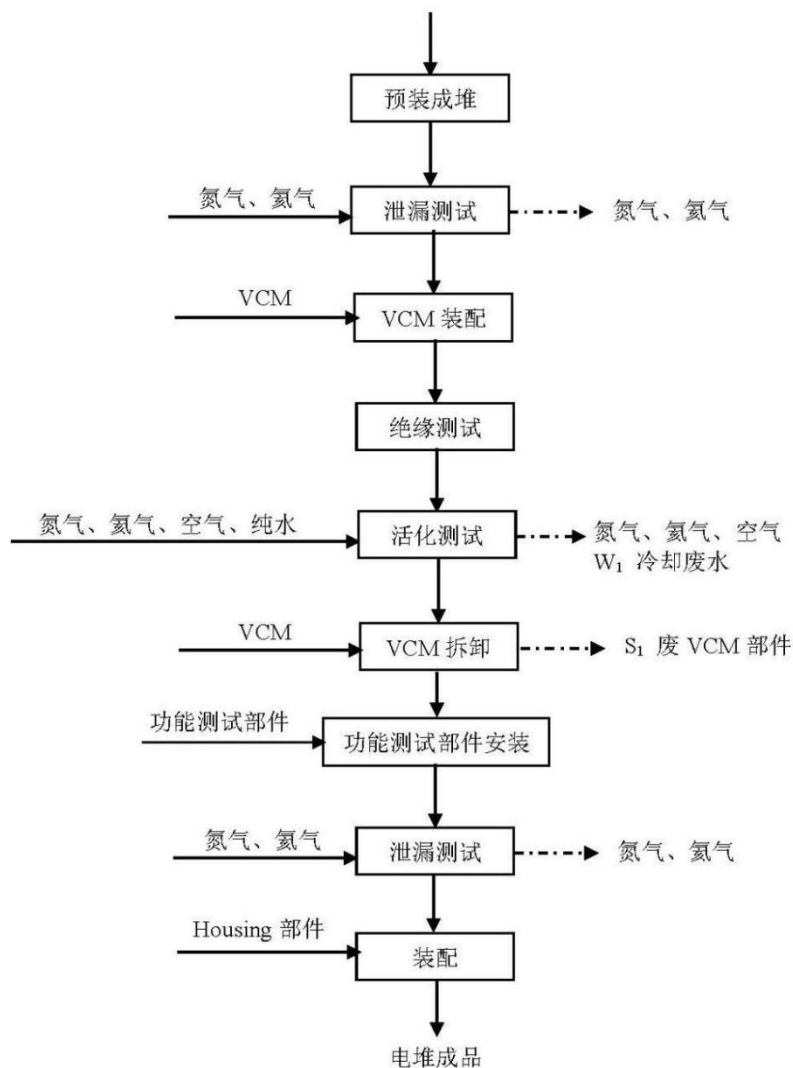 预装成堆
氮气、氦气
泄漏测试
氮气、氦气
VCM
VCM 装配
绝缘测试
氮气、氦气、空气、纯水
活化测试
氮气、氦气、空气
W₁ 冷却废水
VCM
VCM 拆卸
S₁ 废 VCM 部件
功能测试部件
功能测试部件安装
氮气、氦气
泄漏测试
氮气、氦气
Housing 部件
装配
电堆成品